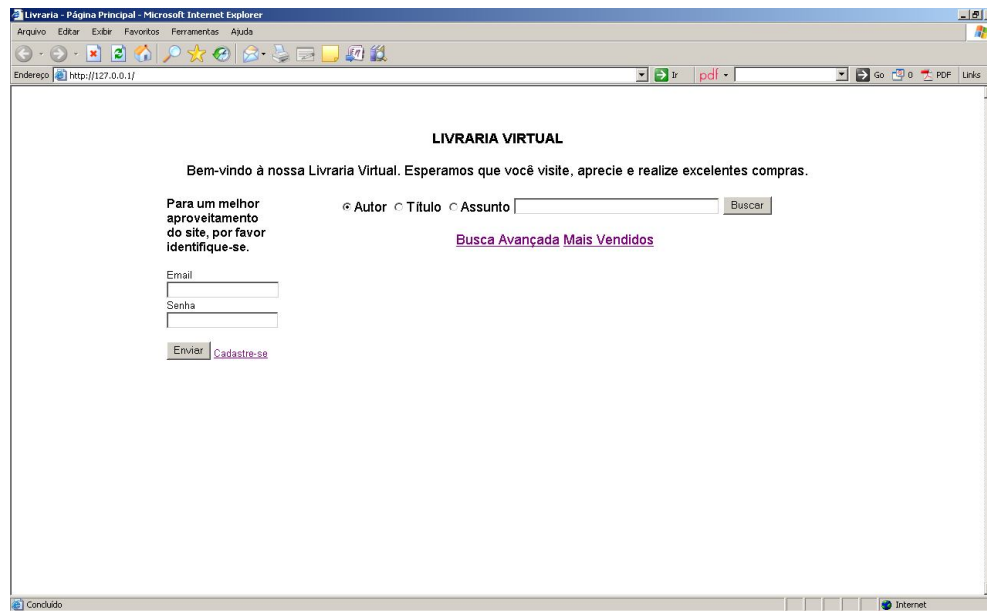 Livraria - Página Principal - Microsoft Internet Explorer
Arquivo Editar Exibir Favoritos Ferramentas Ajuda
Endereço http://127.0.0.1/ Ir pdf Go 0 PDF Links
LIVRARIA VIRTUAL
Bem-vindo à nossa Livraria Virtual. Esperamos que você visite, aprecie e realize excelentes compras.
Para um melhor
aproveitamento
do site, por favor
identifique-se.
Autor Título Assunto Buscar
Busca Avançada Mais Vendidos
Email
Senha
Enviar Cadastre-se
Concluído Internet